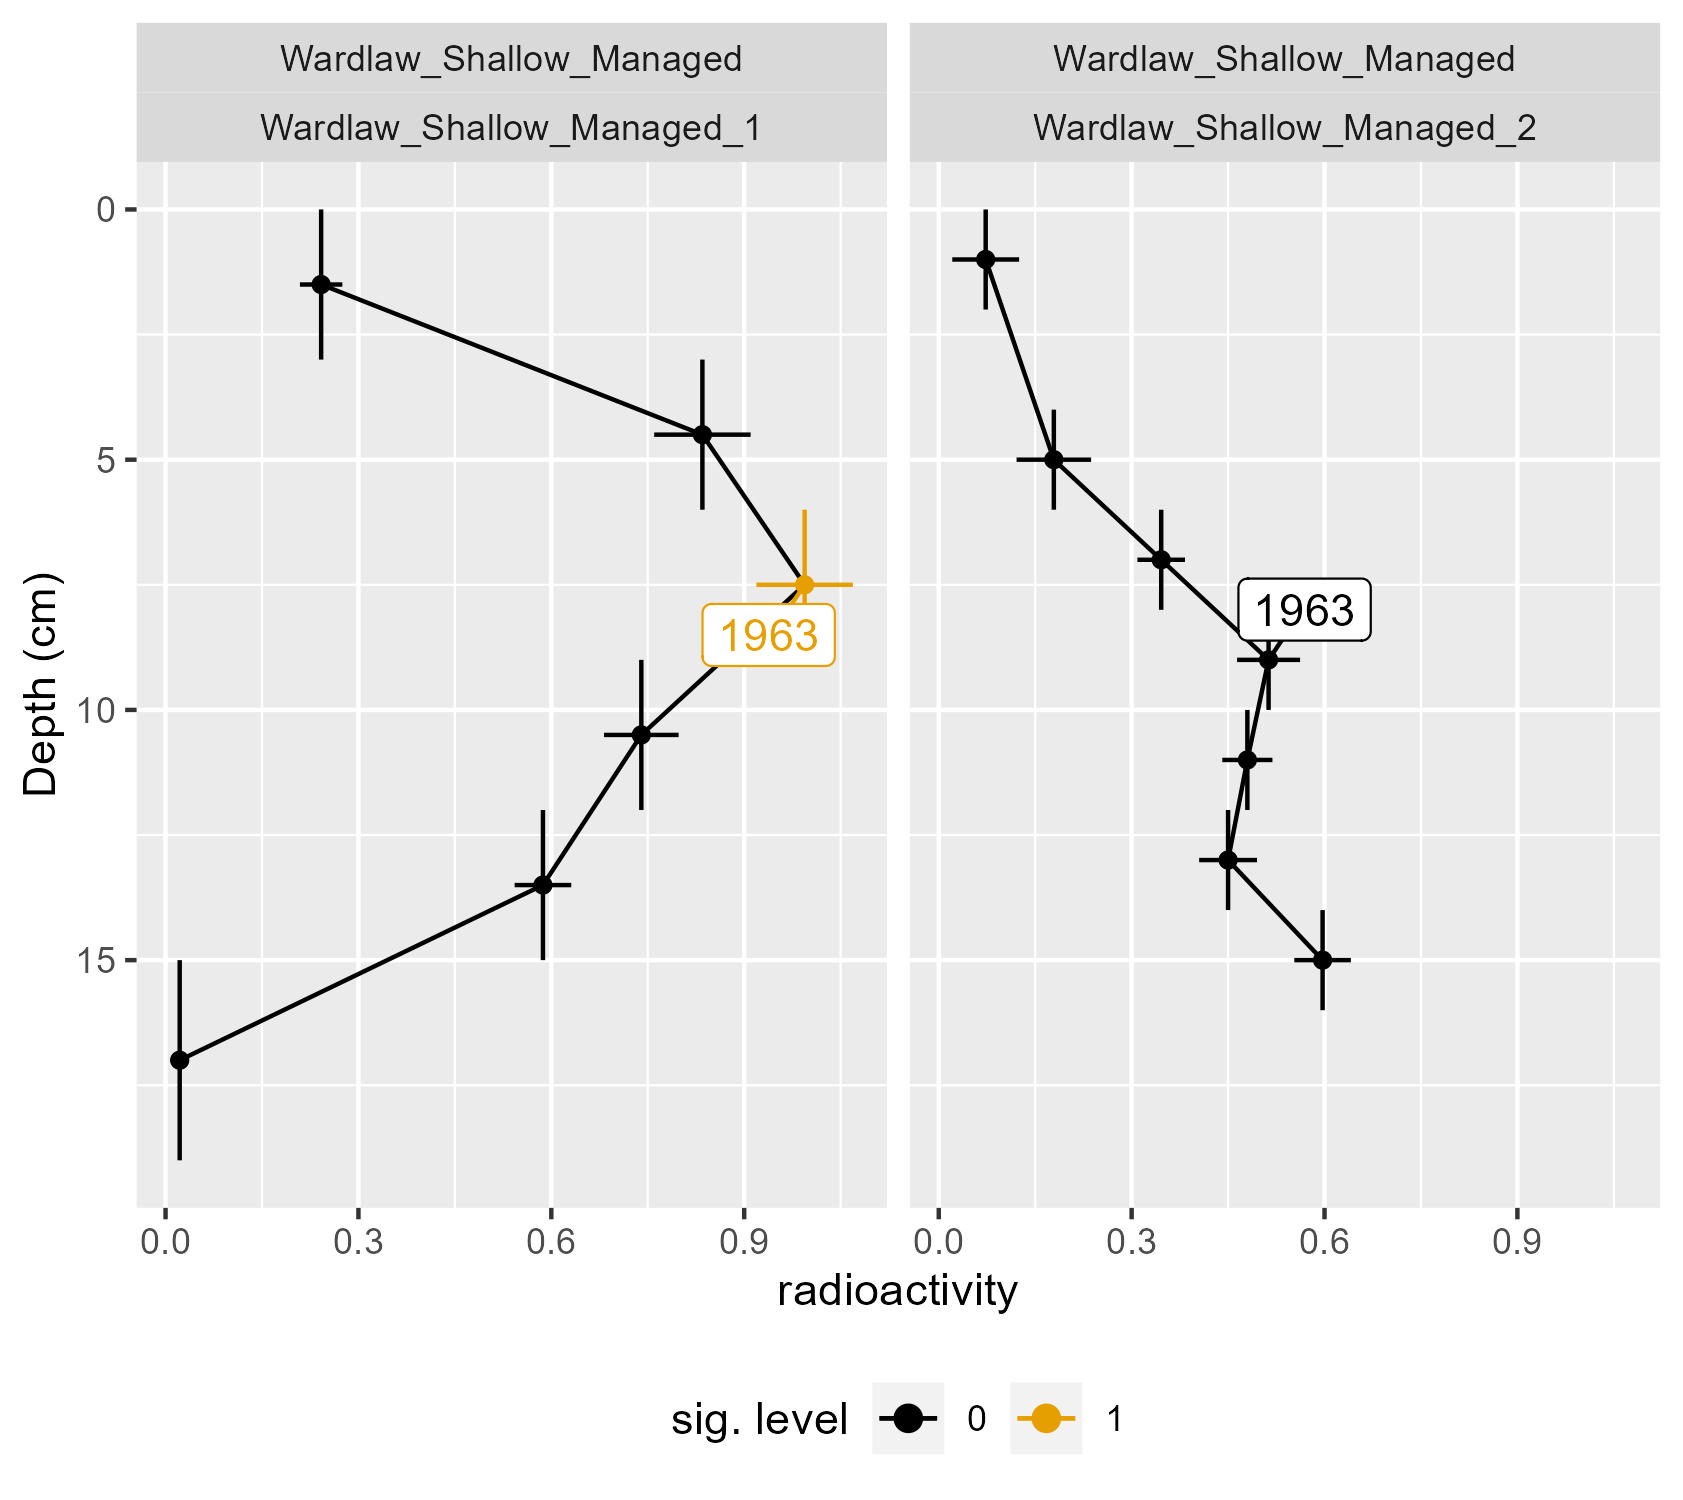 Wardlaw_Shallow_Managed
Wardlaw_Shallow_Managed_1
Wardlaw_Shallow_Managed
Wardlaw_Shallow_Managed_2
Depth (cm)
0
5
10
15
1963
1963
0.0 0.3 0.6 0.9
0.0 0.3 0.6 0.9
radioactivity
sig. level 0 1